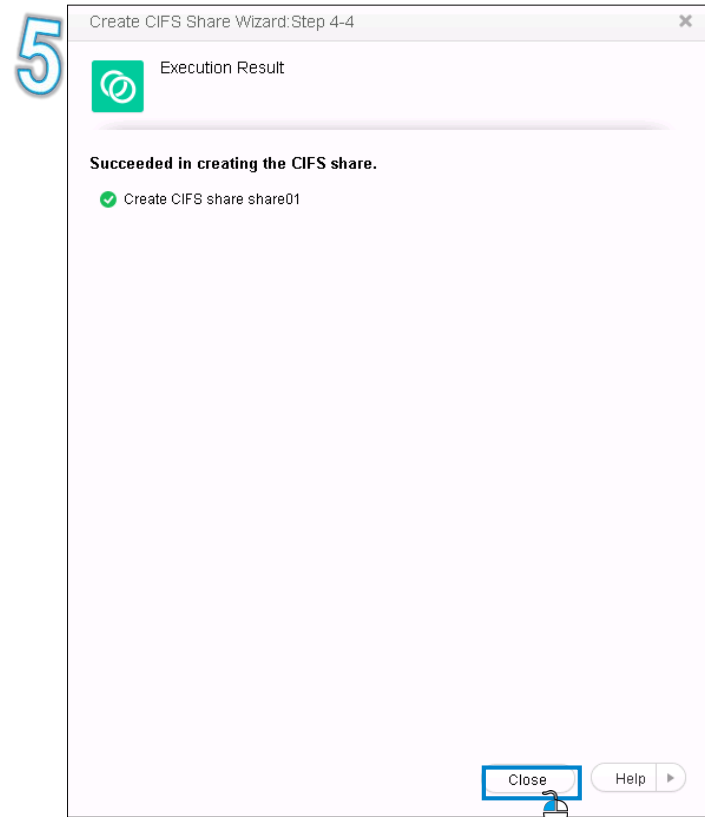 5
Create CIFS Share Wizard:Step 4-4
Execution Result
Succeeded in creating the CIFS share.
Create CIFS share share01
Close
Help